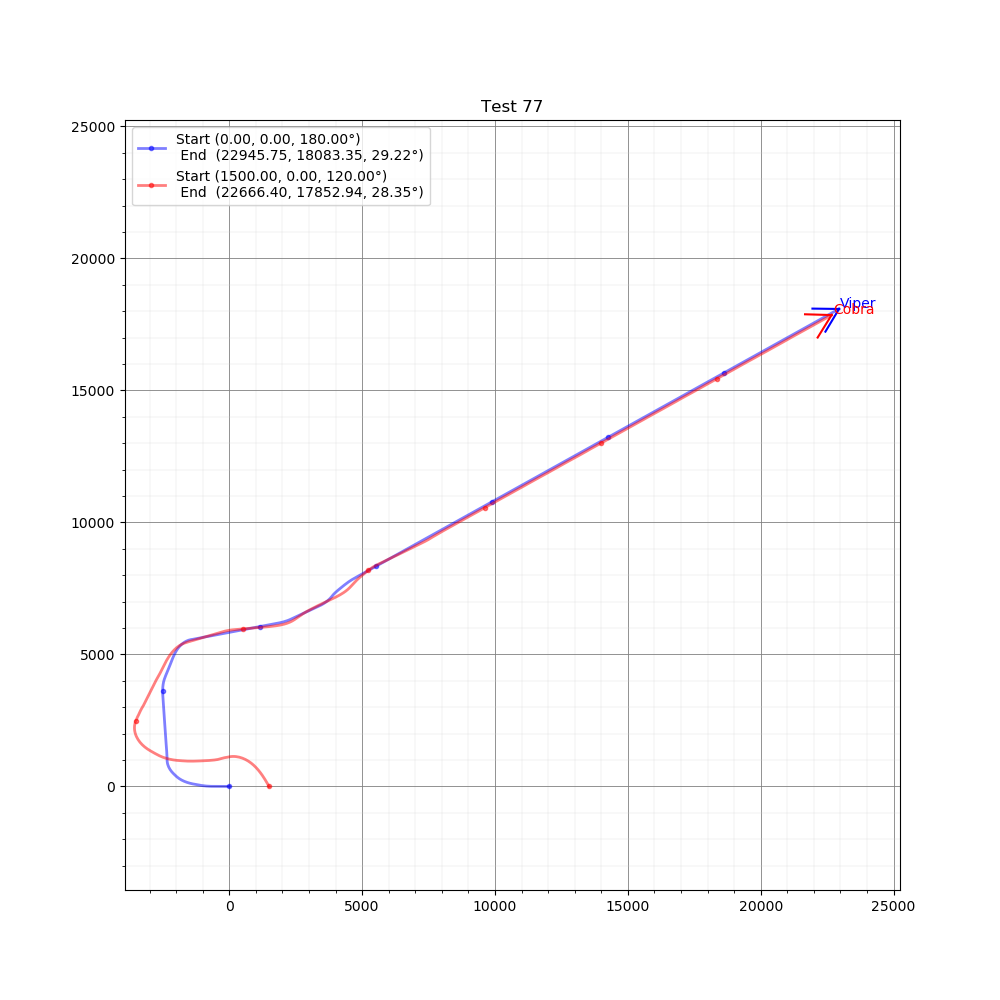 Test 77
25000
Start (0.00, 0.00, 180.00°)
End (22945.75, 18083.35, 29.22°)
Start (1500.00, 0.00, 120.00°)
End (22666.40, 17852.94, 28.35°)
20000
Viper
Cobra
15000
10000
5000
0
0 5000 10000 15000 20000 25000